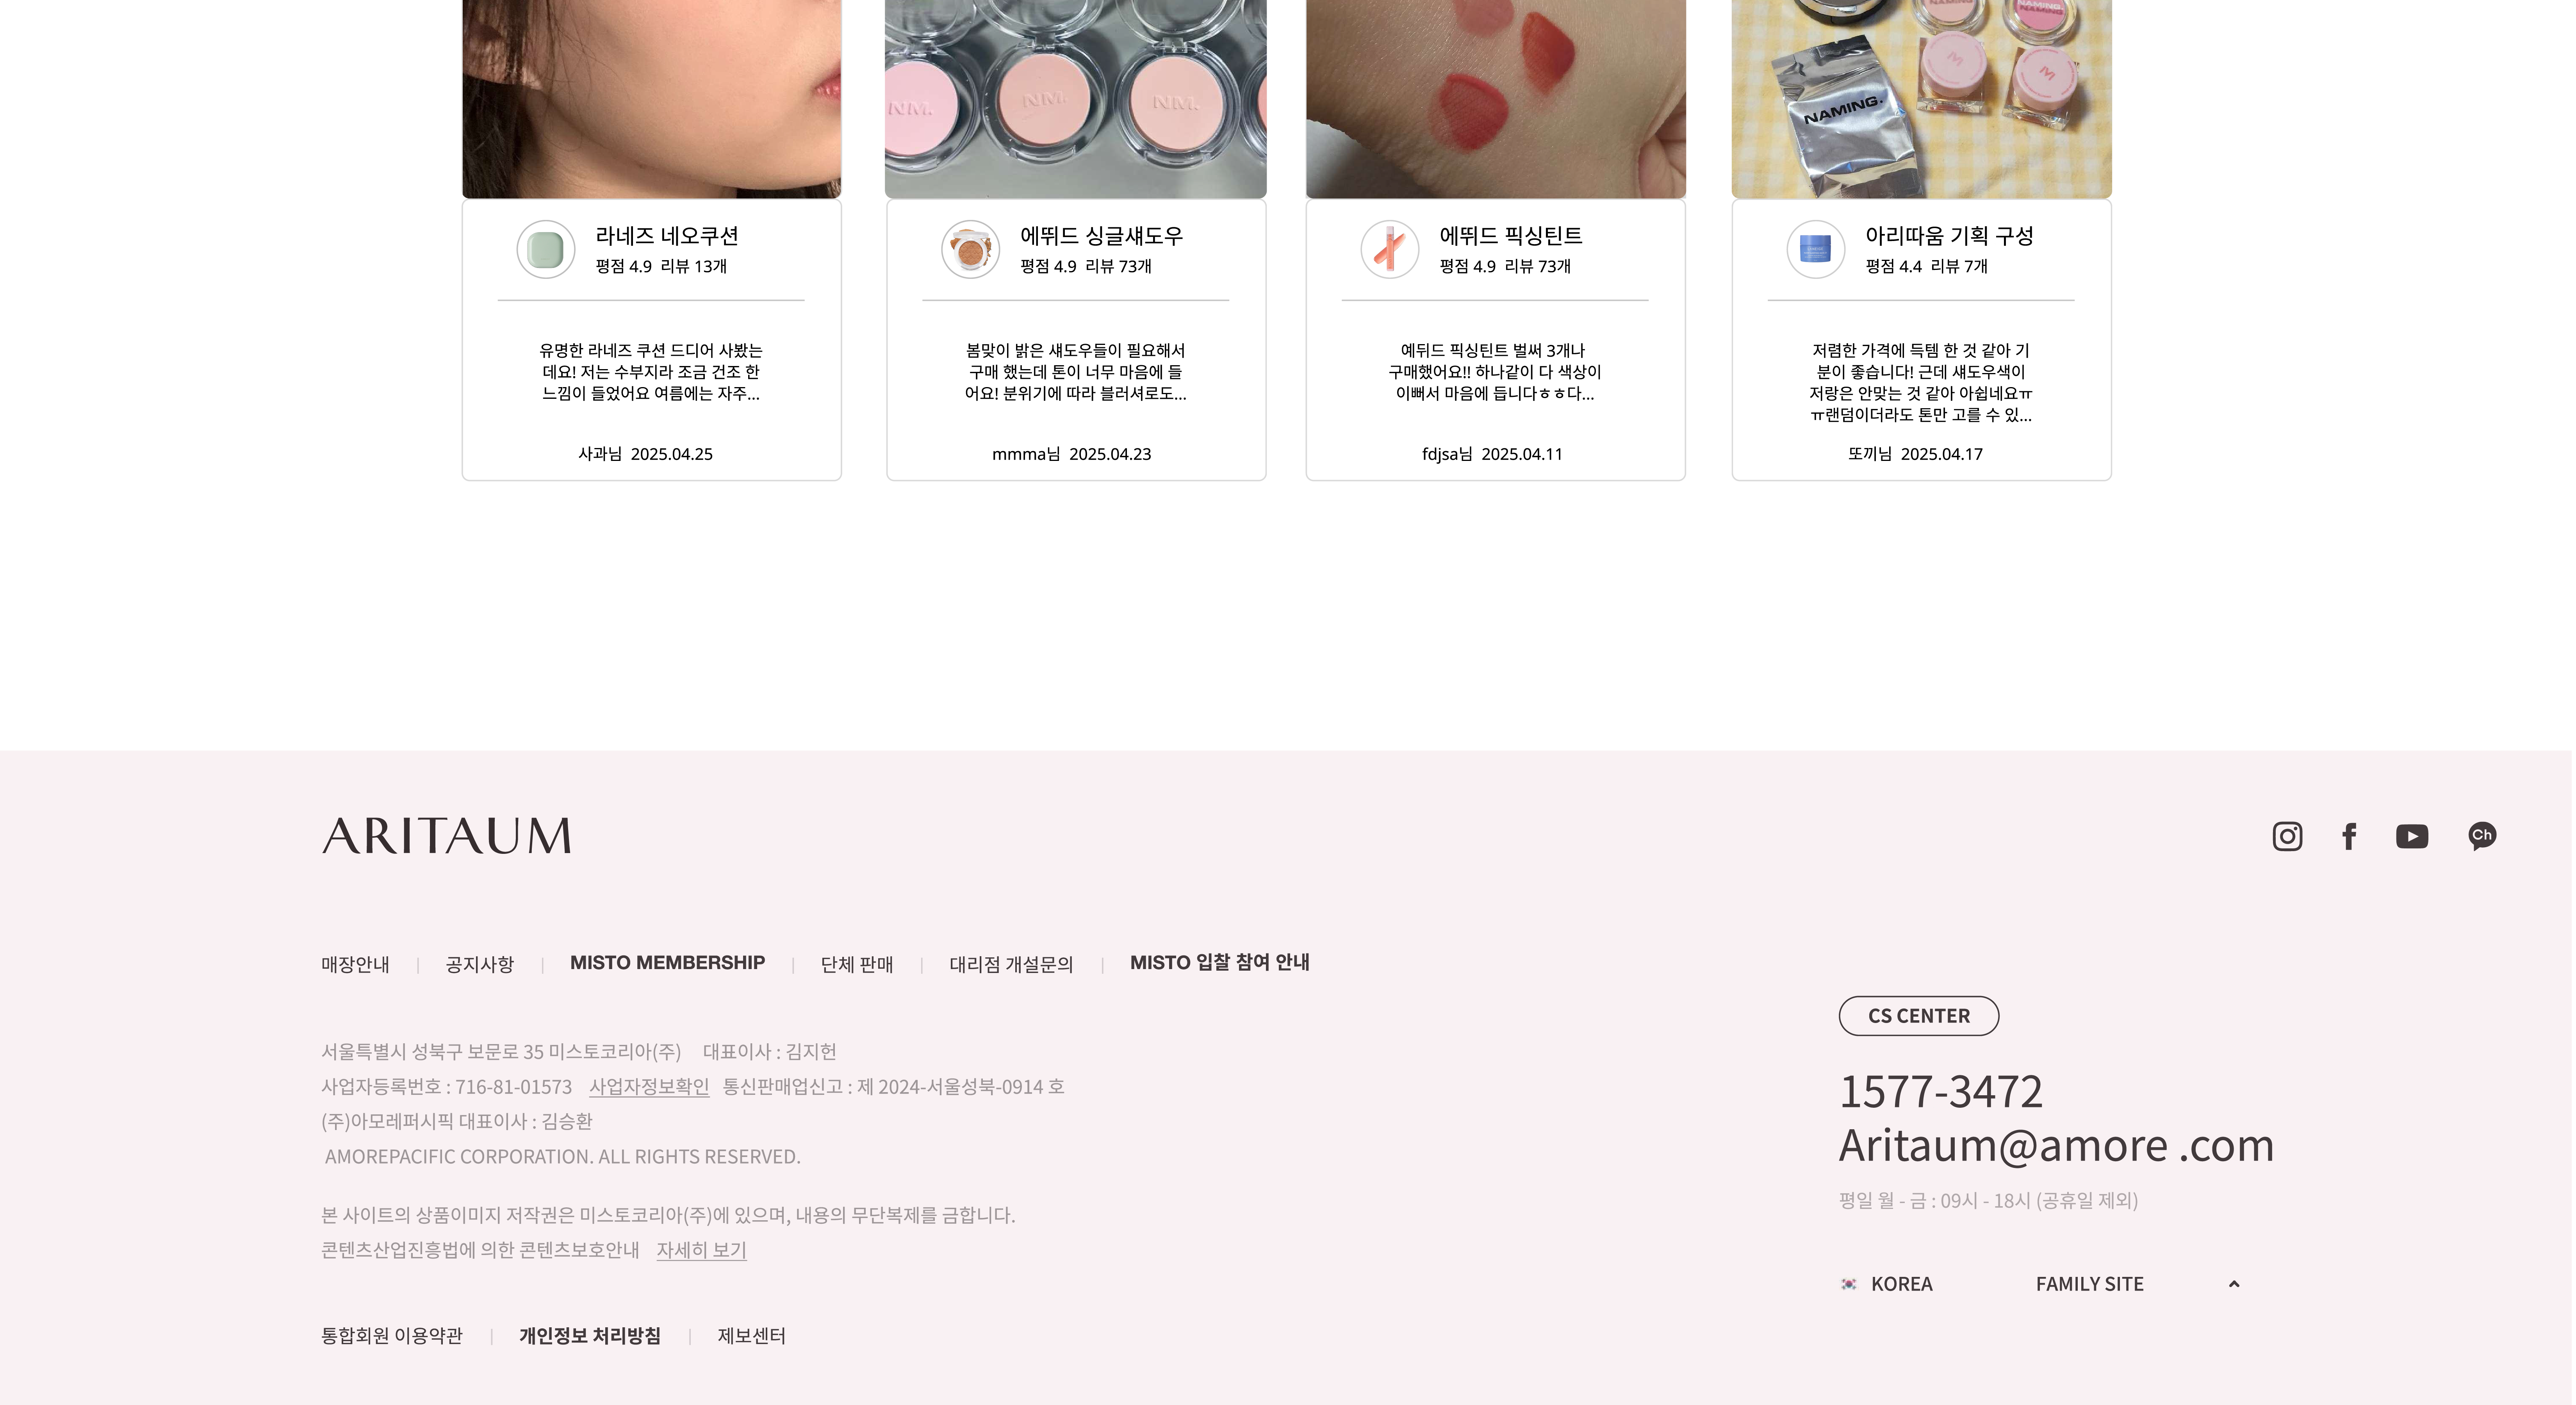 NM.
NM.
NM.
NAMING.
NAMING.
NAMING.
라네즈 네오쿠션
평점 4.9 리뷰 13개
유명한 라네즈 쿠션 드디어 사봤는
데요! 저는 수부지라 조금 건조 한
느낌이 들었어요 여름에는 자주...
사과님 2025.04.25
에뛰드 싱글섀도우
평점 4.9 리뷰 73개
봄맞이 밝은 섀도우들이 필요해서
구매 했는데 톤이 너무 마음에 들
어요! 분위기에 따라 블러셔로도...
mmma님 2025.04.23
에뛰드 픽싱틴트
평점 4.9 리뷰 73개
예뒤드 픽싱틴트 벌써 3개나
구매했어요!! 하나같이 다 색상이
이뻐서 마음에 듭니다ㅎㅎ다...
fdjsa님 2025.04.11
아리따움 기획 구성
평점 4.4 리뷰 7개
저렴한 가격에 득템 한 것 같아 기
분이 좋습니다! 근데 섀도우색이
저랑은 안맞는 것 같아 아쉽네요ㅠ
ㅠ랜덤이더라도 톤만 고를 수 있...
또끼님 2025.04.17
ARITAUM
Ch
매장안내 | 공지사항 | MISTO MEMBERSHIP | 단체 판매 | 대리점 개설문의 | MISTO 입찰 참여 안내
서울특별시 성북구 보문로 35 미스토코리아(주) 대표이사 : 김지헌
사업자등록번호 : 716-81-01573 사업자정보확인 통신판매업신고 : 제 2024-서울성북-0914 호
(주)아모레퍼시픽 대표이사 : 김승환
AMOREPACIFIC CORPORATION. ALL RIGHTS RESERVED.
본 사이트의 상품이미지 저작권은 미스토코리아(주)에 있으며, 내용의 무단복제를 금합니다.
콘텐츠산업진흥법에 의한 콘텐츠보호안내 자세히 보기
통합회원 이용약관 | 개인정보 처리방침 | 제보센터
CS CENTER
1577-3472
Aritaum@amore .com
평일 월 - 금 : 09시 - 18시 (공휴일 제외)
KOREA FAMILY SITE